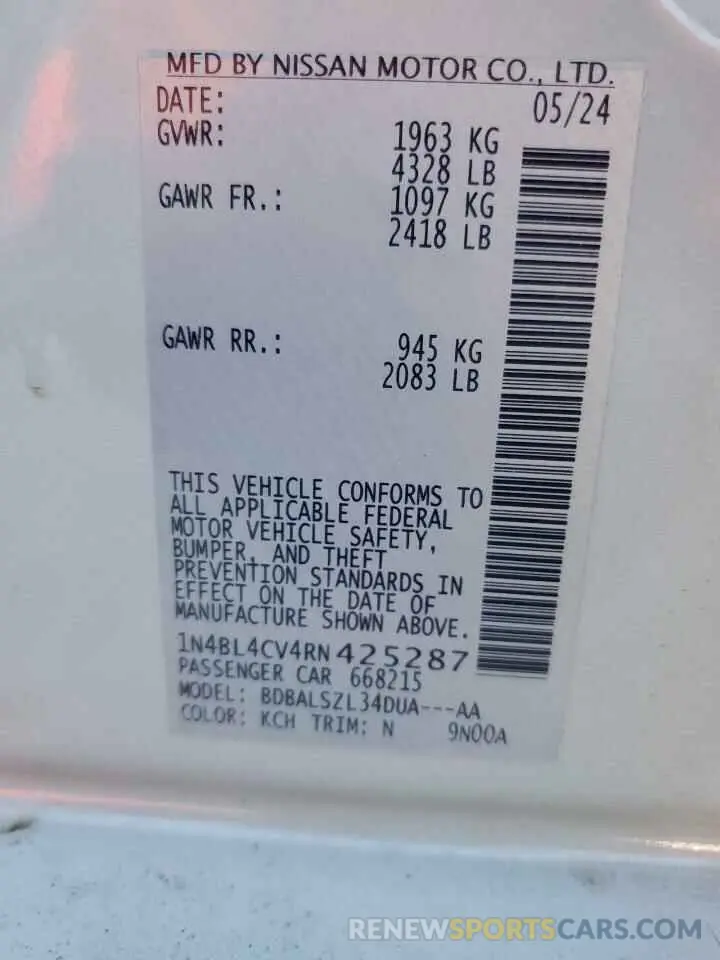 MFD BY NISSAN MOTOR CO., LTD.
DATE: 05/24
GVWR: 1963 KG
4328 LB
GAWR FR.: 1097 KG
2418 LB
GAWR RR.: 945 KG
2083 LB
THIS VEHICLE CONFORMS TO
ALL APPLICABLE FEDERAL
MOTOR VEHICLE SAFETY,
BUMPER, AND THEFT
PREVENTION STANDARDS IN
EFFECT ON THE DATE OF
MANUFACTURE SHOWN ABOVE.
1N4BL4CV4RN425287
PASSENGER CAR 668215
MODEL: BDBALSZL34DUA---AA
COLOR: KCH TRIM: N 9N00A
RENEWSPORTSCARS.COM